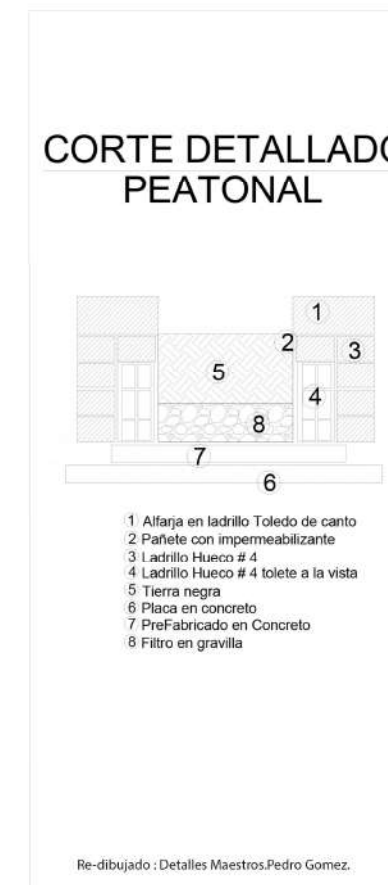 CORTE DETALLADO
PEATONAL
1
2
3
5
4
8
7
6
1 Alfarja en ladrillo Toledo de canto
2 Pañete con impermeabilizante
3 Ladrillo Hueco # 4
4 Ladrillo Hueco # 4 tolete a la vista
5 Tierra negra
6 Placa en concreto
7 PreFabricado en Concreto
8 Filtro en gravilla
Re-dibujado : Detalles Maestros.Pedro Gomez.